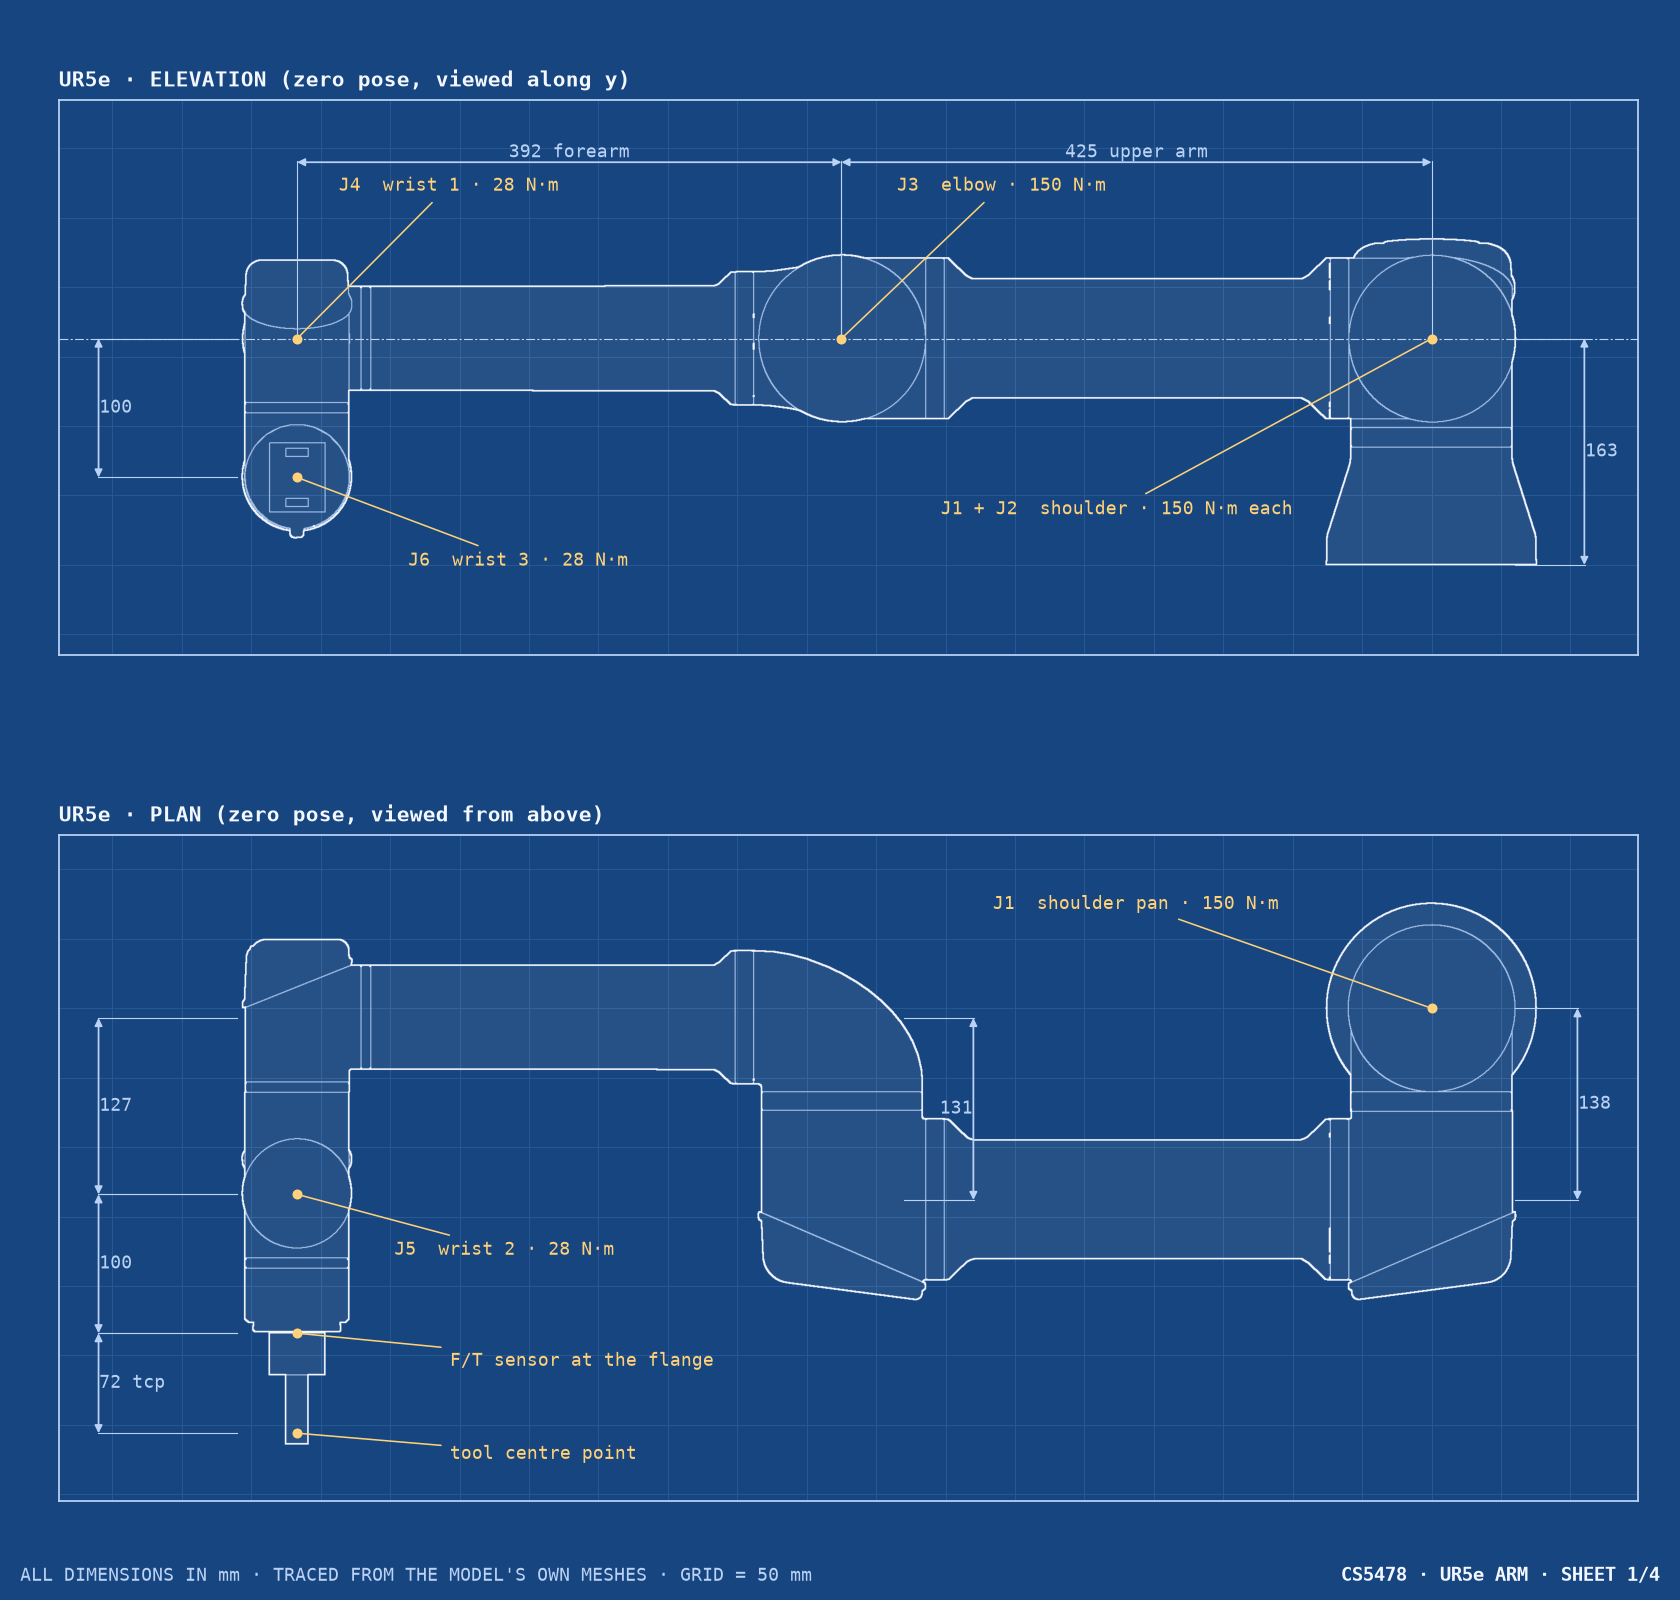 UR5e · ELEVATION (zero pose, viewed along y)
392 forearm
425 upper arm
J4  wrist 1 · 28 N·m
J3  elbow · 150 N·m
100
163
J1 + J2  shoulder · 150 N·m each
J6  wrist 3 · 28 N·m
UR5e · PLAN (zero pose, viewed from above)
J1  shoulder pan · 150 N·m
127
131
138
J5  wrist 2 · 28 N·m
100
F/T sensor at the flange
72 tcp
tool centre point
ALL DIMENSIONS IN mm · TRACED FROM THE MODEL'S OWN MESHES · GRID = 50 mm
CS5478 · UR5e ARM · SHEET 1/4